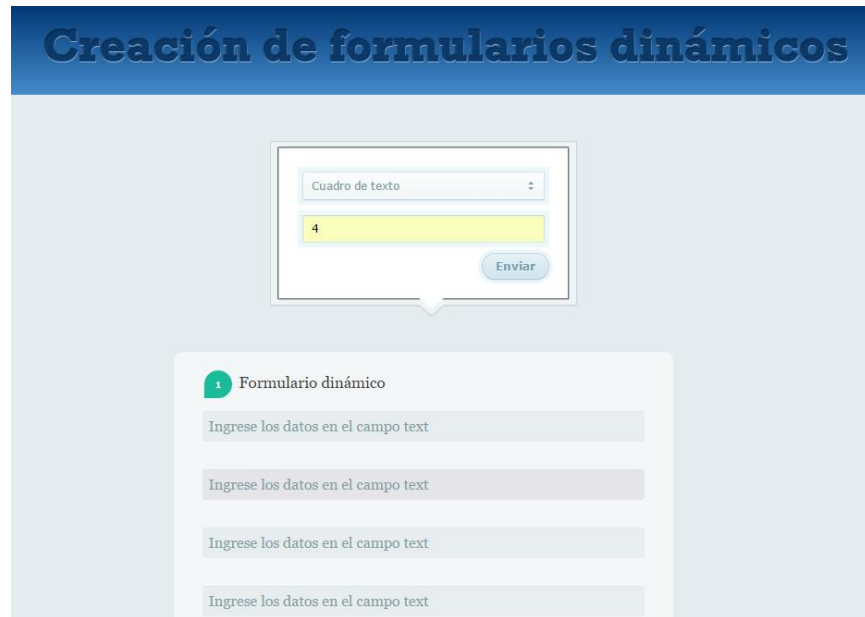 Creación de formularios dinámicos
Cuadro de texto
4
Enviar
1 Formulario dinámico
Ingrese los datos en el campo text
Ingrese los datos en el campo text
Ingrese los datos en el campo text
Ingrese los datos en el campo text